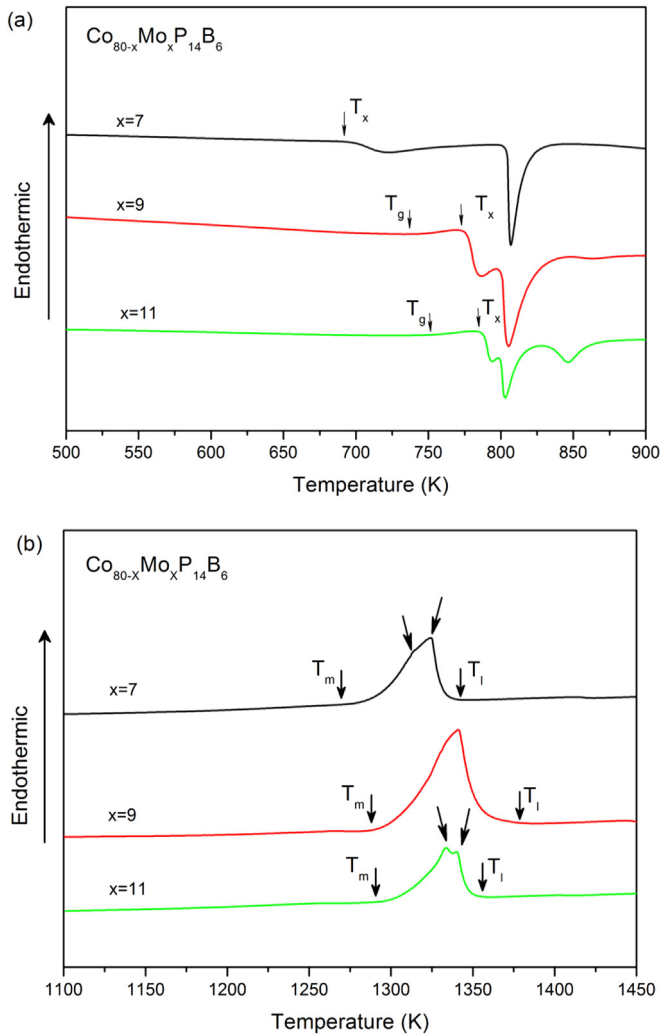 (a)
Co₈₀₋ₓMoₓP₁₄B₆
x=7
Tₓ
x=9
T_g
Tₓ
x=11
T_g
Tₓ
Endothermic
500 550 600 650 700 750 800 850 900
Temperature (K)
(b)
Co₈₀₋XMoXP₁₄B₆
x=7
Tₘ
Tₗ
x=9
Tₘ
Tₗ
x=11
Tₘ
Tₗ
Endothermic
1100 1150 1200 1250 1300 1350 1400 1450
Temperature (K)